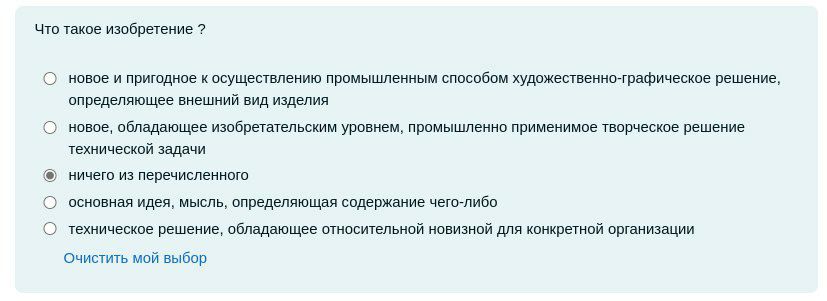 Что такое изобретение ?
новое и пригодное к осуществлению промышленным способом художественно-графическое решение,
определяющее внешний вид изделия
новое, обладающее изобретательским уровнем, промышленно применимое творческое решение
технической задачи
ничего из перечисленного
основная идея, мысль, определяющая содержание чего-либо
техническое решение, обладающее относительной новизной для конкретной организации
Очистить мой выбор